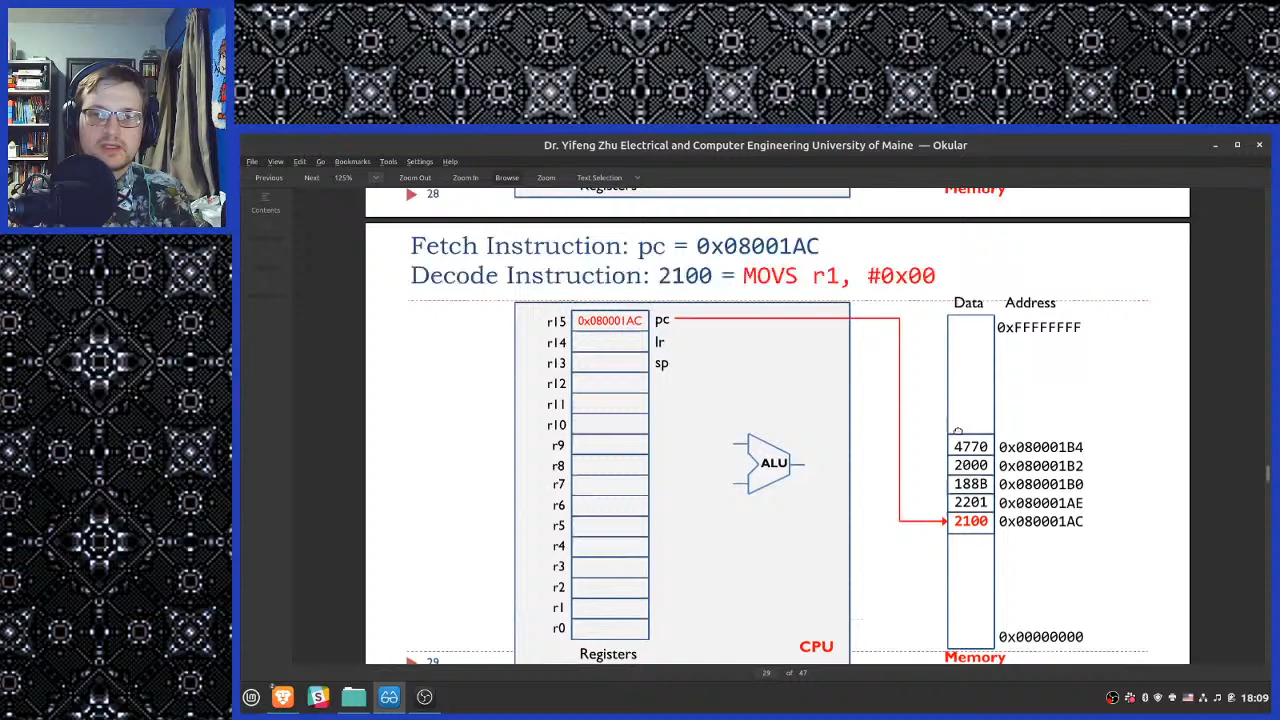 Dr. Yifeng Zhu Electrical and Computer Engineering University of Maine — Okular
File View Edit Go Bookmarks Tools Settings Help
Previous Next 125% Zoom Out Zoom In Browse Zoom Text Selection
Contents
28 Registers Memory
Fetch Instruction: pc = 0x08001AC
Decode Instruction: 2100 = MOVS r1, #0x00
Data Address
r15 0x080001AC pc
0xFFFFFFFF
r14 lr
r13 sp
r12
r11
r10
r9
r8
r7
r6
r5
r4
r3
r2
r1
r0
ALU
4770 0x080001B4
2000 0x080001B2
188B 0x080001B0
2201 0x080001AE
2100 0x080001AC
0x00000000
CPU
Registers
Memory
29
29 of 47
18:09